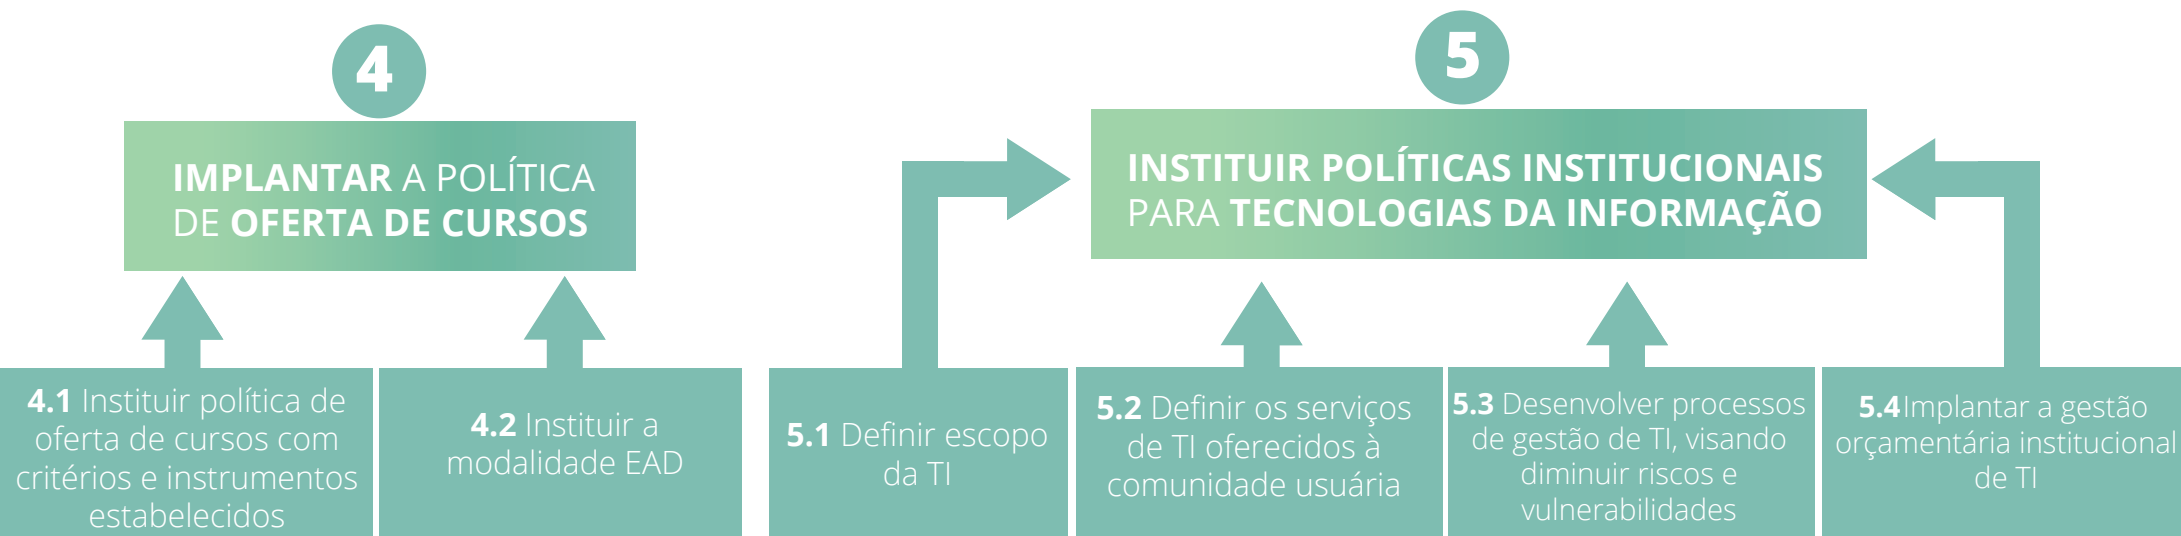 4
IMPLANTAR A POLÍTICA
DE OFERTA DE CURSOS
4.1 Instituir política de
oferta de cursos com
critérios e instrumentos
estabelecidos
4.2 Instituir a
modalidade EAD
5
INSTITUIR POLÍTICAS INSTITUCIONAIS
PARA TECNOLOGIAS DA INFORMAÇÃO
5.1 Definir escopo
da TI
5.2 Definir os serviços
de TI oferecidos à
comunidade usuária
5.3 Desenvolver processos
de gestão de TI, visando
diminuir riscos e
vulnerabilidades
5.4 Implantar a gestão
orçamentária institucional
de TI